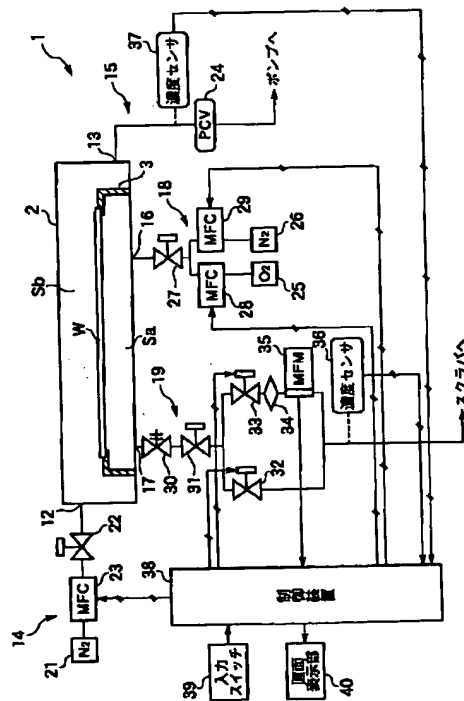 1
37
濃度センサ
15
24
PCV
ポンプへ
13
2
3
Sb
W
Sa
16
18
29
MFC
N2
26
27
MFC
28
O2
25
35
36
MFM
濃度センサ
スクラバへ
19
33
34
17
30
31
32
12
22
14
23
MFC
38
制御装置
21
N2
39
入力
スイッチ
画面
表示部
40